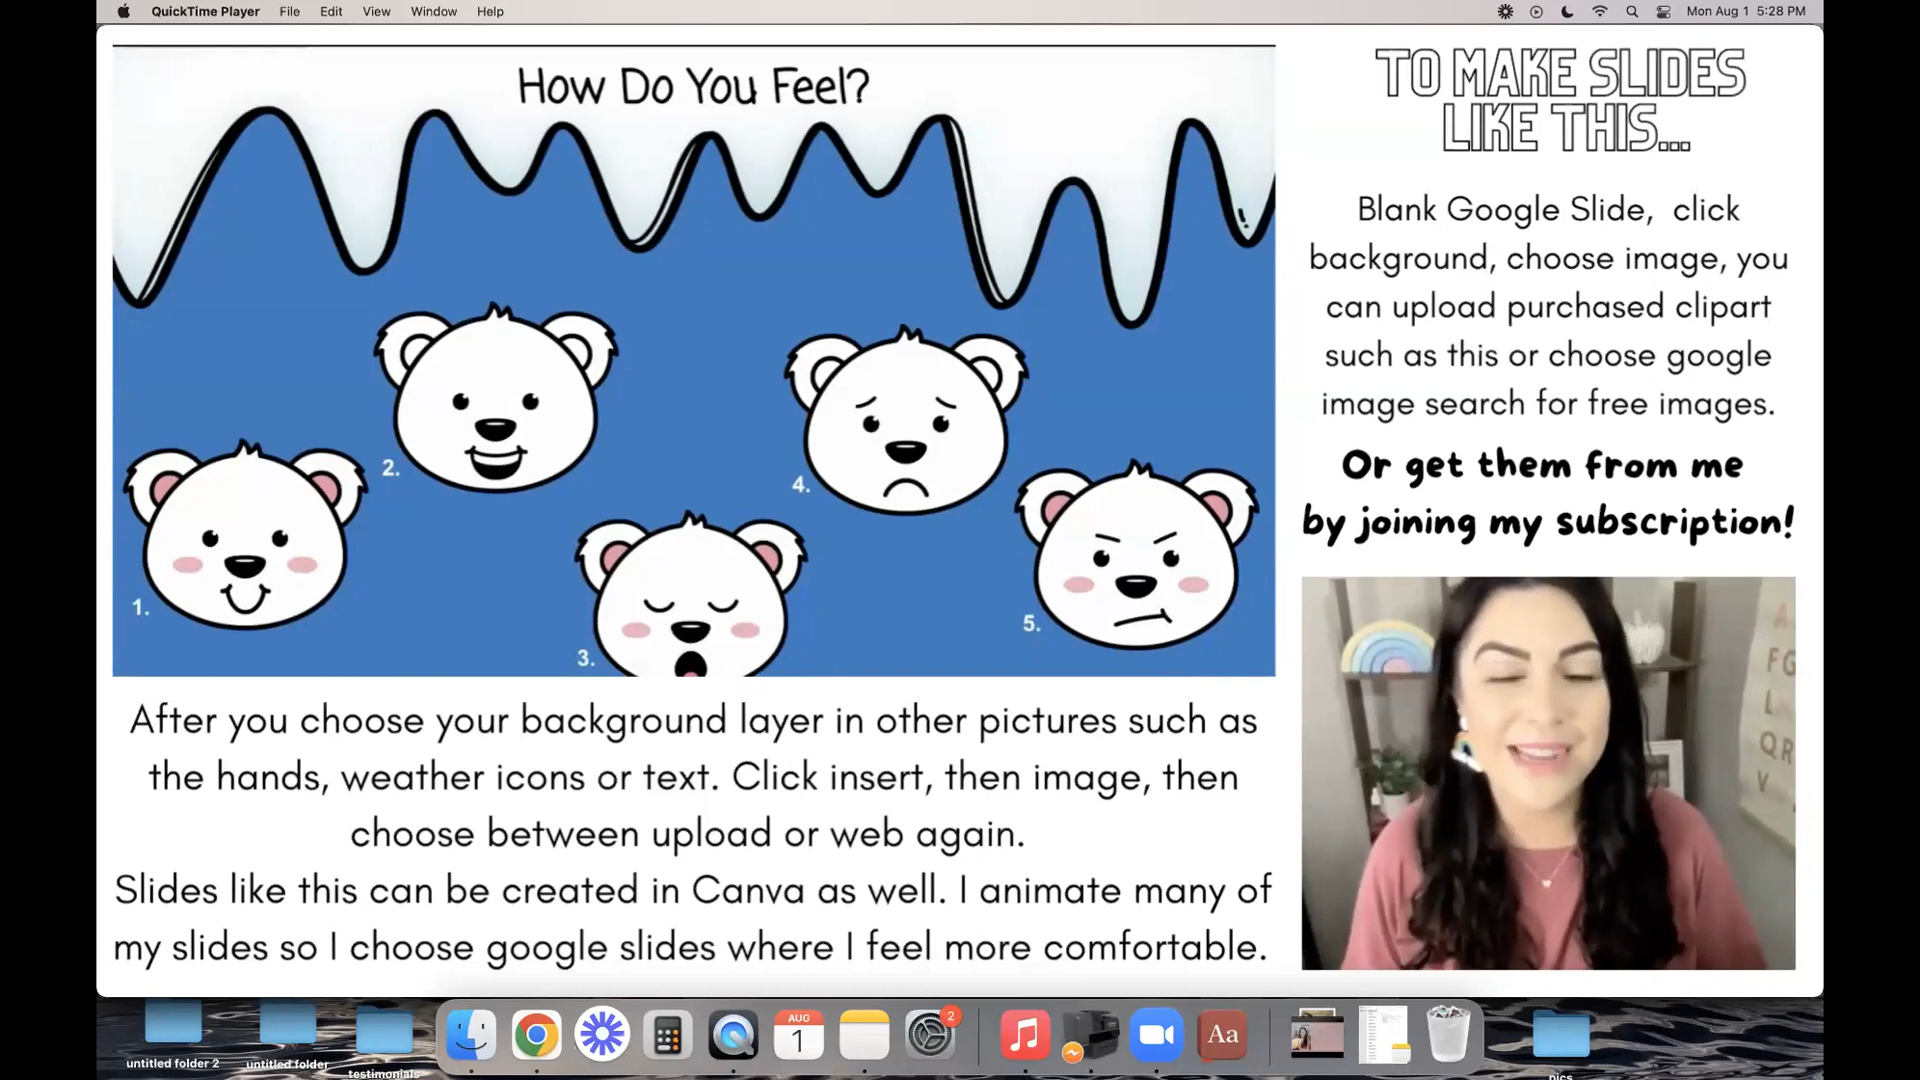 QuickTime Player File Edit View Window Help
Mon Aug 1 5:28 PM
How Do You Feel?
1.
2.
3.
4.
5.
TO MAKE SLIDES
LIKE THIS...
Blank Google Slide, click
background, choose image, you
can upload purchased clipart
such as this or choose google
image search for free images.
Or get them from me
by joining my subscription!
A
F G
L
Q R
V
After you choose your background layer in other pictures such as
the hands, weather icons or text. Click insert, then image, then
choose between upload or web again.
Slides like this can be created in Canva as well. I animate many of
my slides so I choose google slides where I feel more comfortable.
AUG
1
2
Aa
untitled folder 2
untitled folder
testimonials
pics